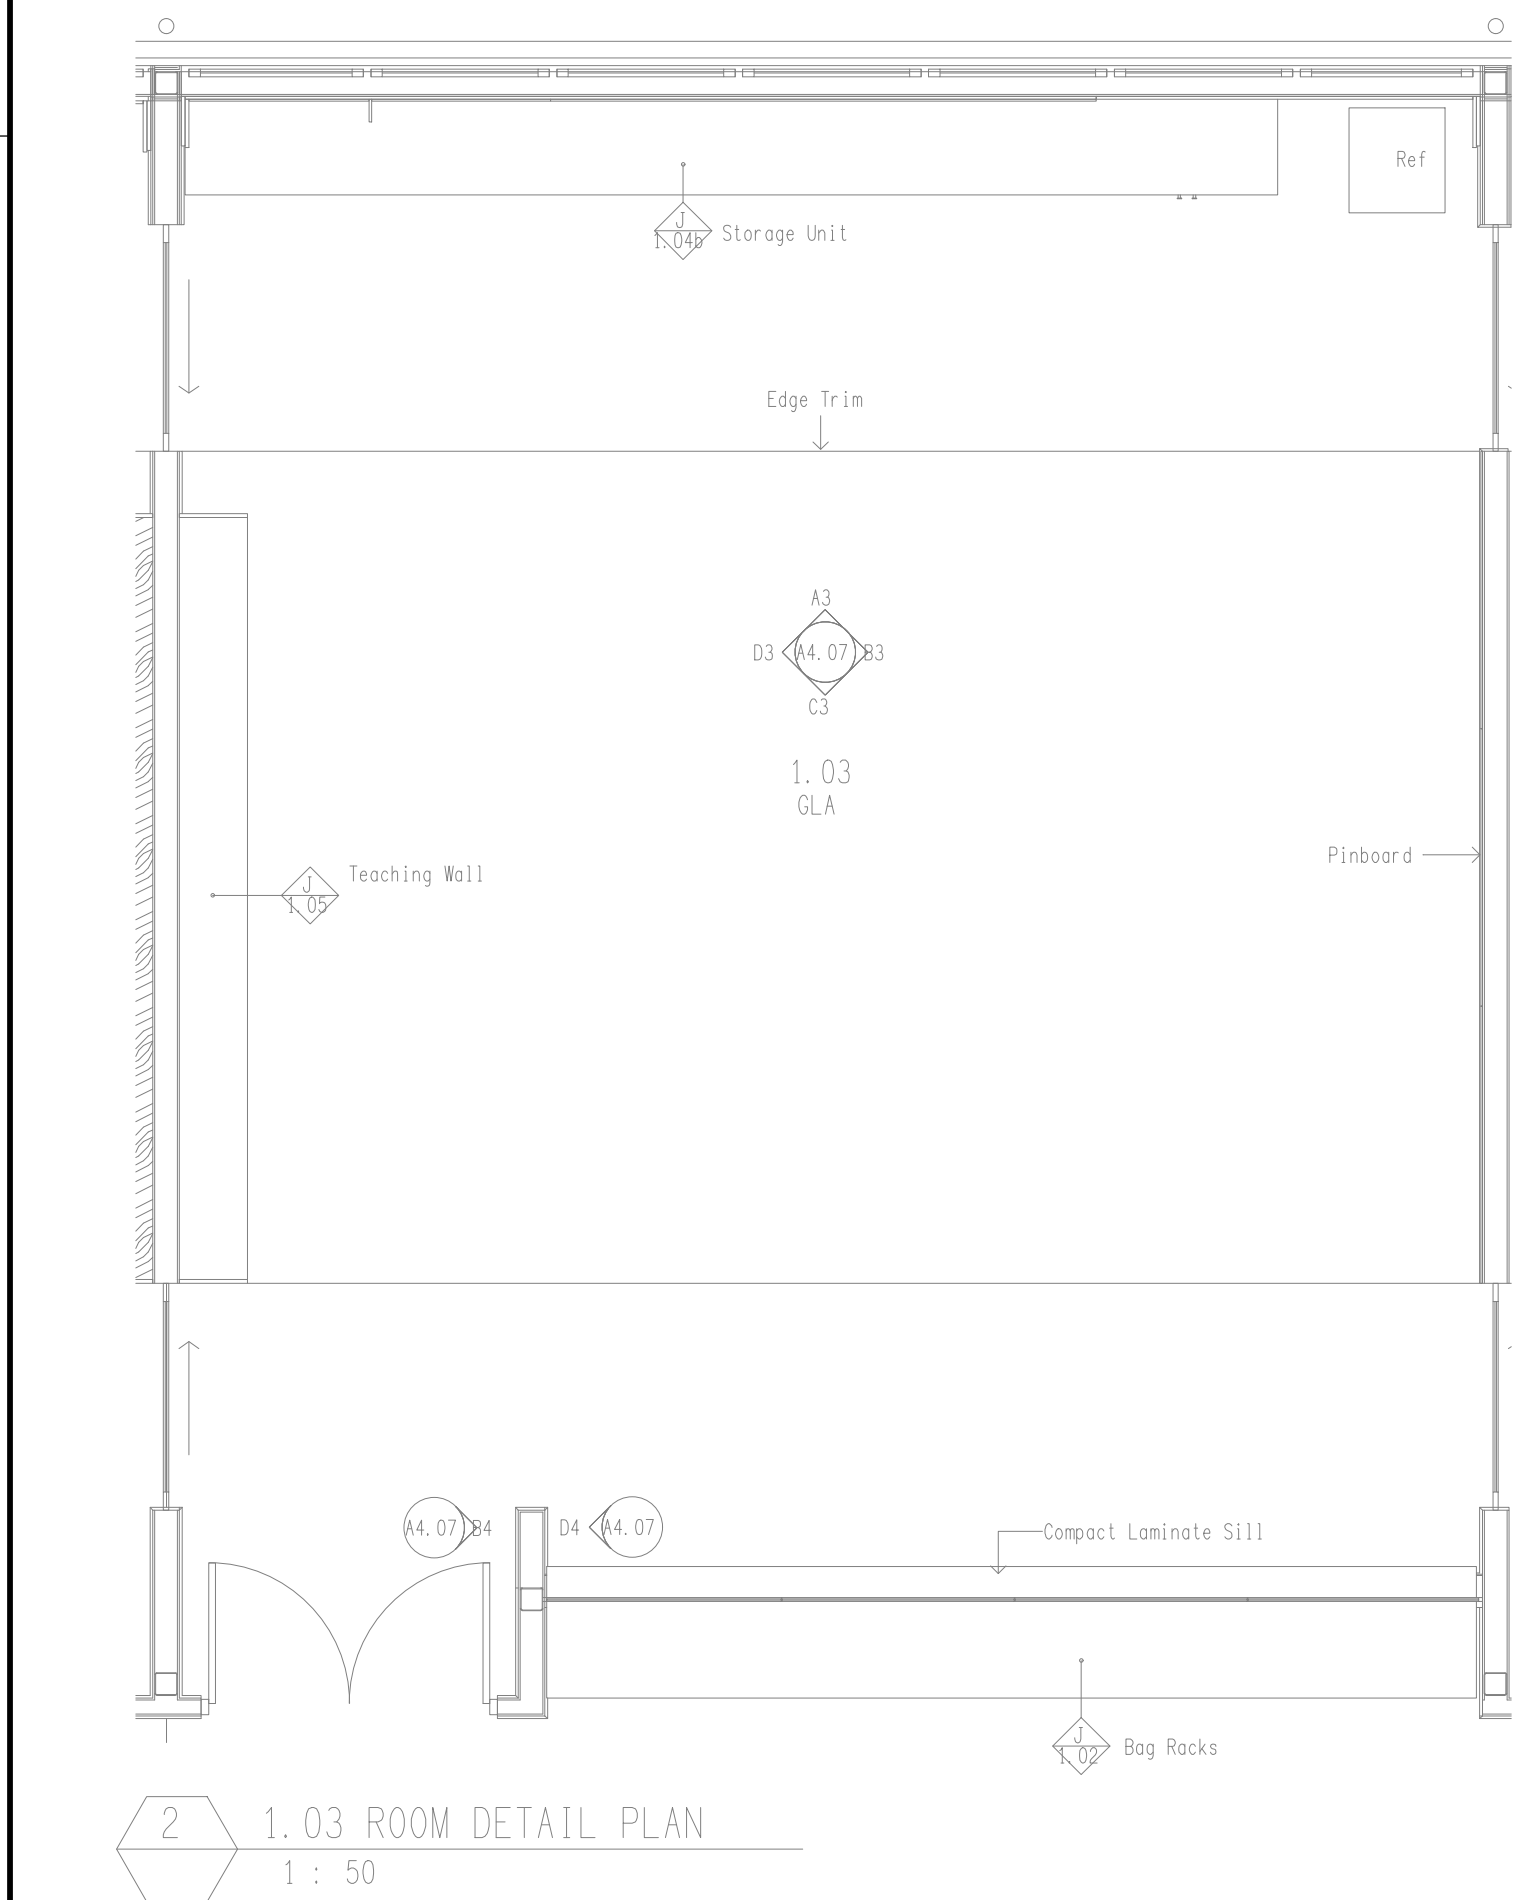 Ref
J
1.04b
Storage Unit
Edge Trim
A3
D3
A4.07
B3
C3
1.03
GLA
Pinboard
Teaching Wall
J
1.05
A4.07
B4
D4
A4.07
Compact Laminate Sill
J
1.02
Bag Racks
2
1.03 ROOM DETAIL PLAN
1 : 50